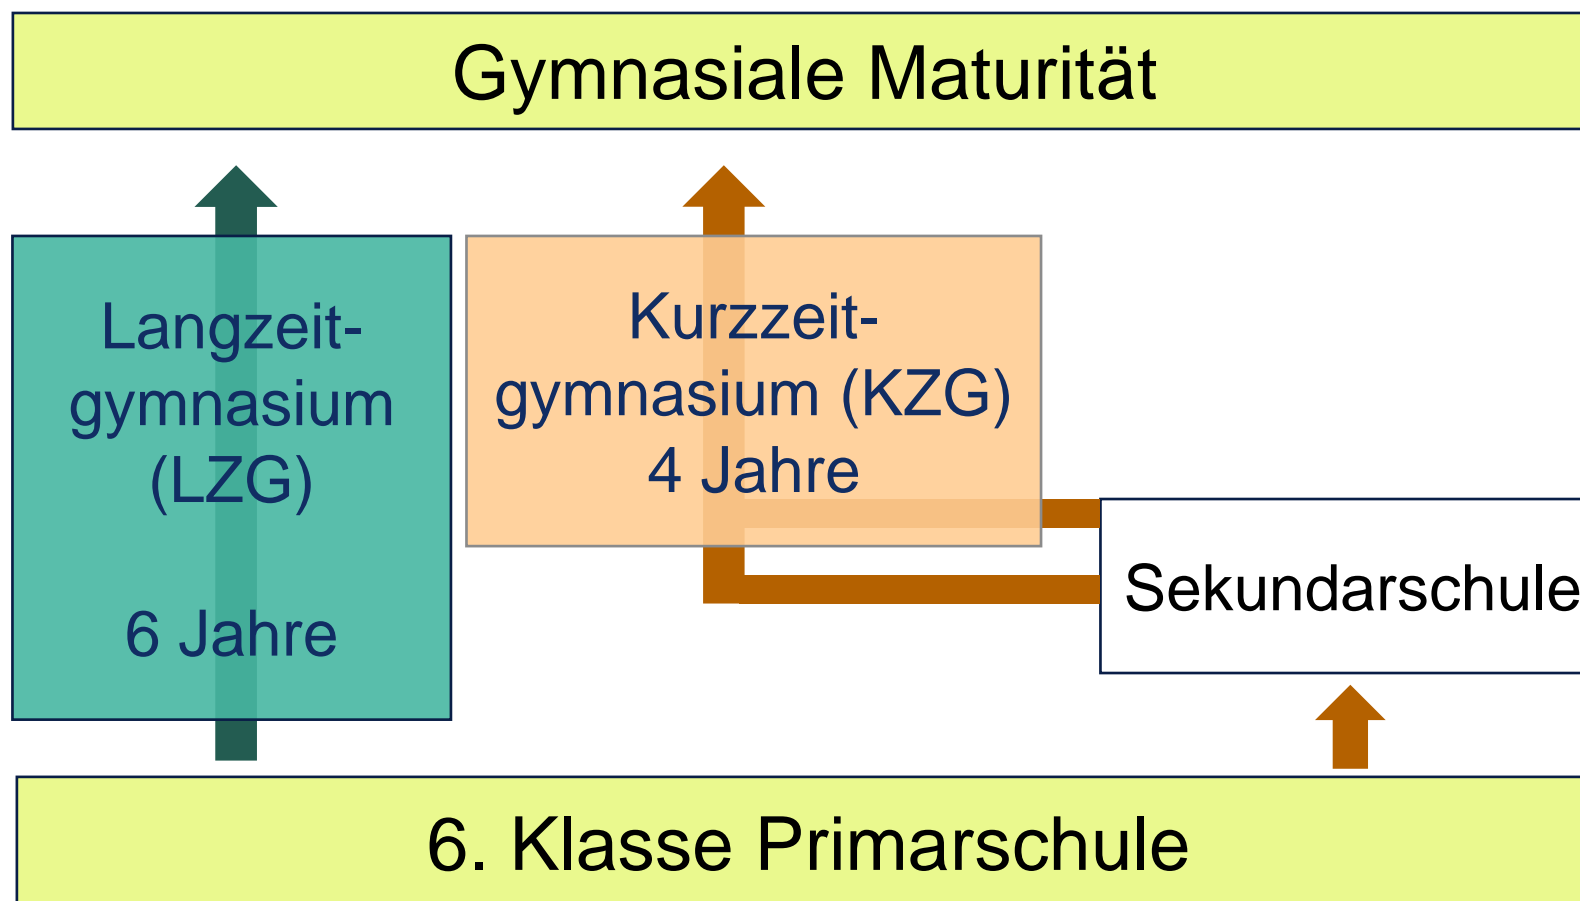 Gymnasiale Maturität
Langzeit-
gymnasium
(LZG)
6 Jahre
Kurzzeit-
gymnasium (KZG)
4 Jahre
Sekundarschule
6. Klasse Primarschule